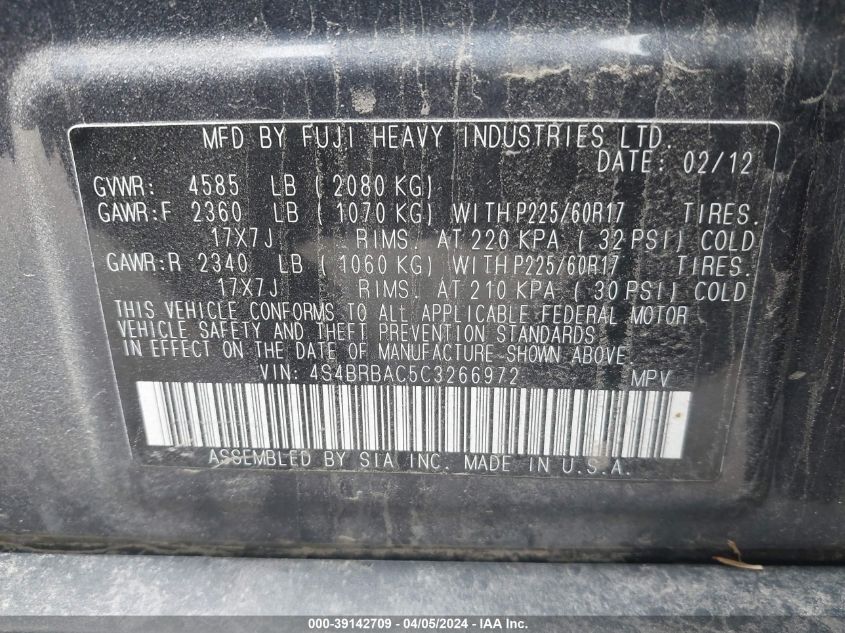 MFD BY FUJI HEAVY INDUSTRIES LTD.
DATE: 02/12
GVWR: 4585 LB ( 2080 KG)
GAWR:F 2360 LB ( 1070 KG) WITH P225/60R17 TIRES.
17X7J RIMS. AT 220 KPA ( 32 PSI) COLD
GAWR:R 2340 LB ( 1060 KG) WITH P225/60R17 TIRES.
17X7J RIMS. AT 210 KPA ( 30 PSI) COLD
THIS VEHICLE CONFORMS TO ALL APPLICABLE FEDERAL MOTOR
VEHICLE SAFETY AND THEFT PREVENTION STANDARDS
IN EFFECT ON THE DATE OF MANUFACTURE SHOWN ABOVE.
VIN: 4S4BRBAC5C3266972 MPV
ASSEMBLED BY SIA INC. MADE IN U.S.A.
000-39142709 - 04/05/2024 - IAA Inc.